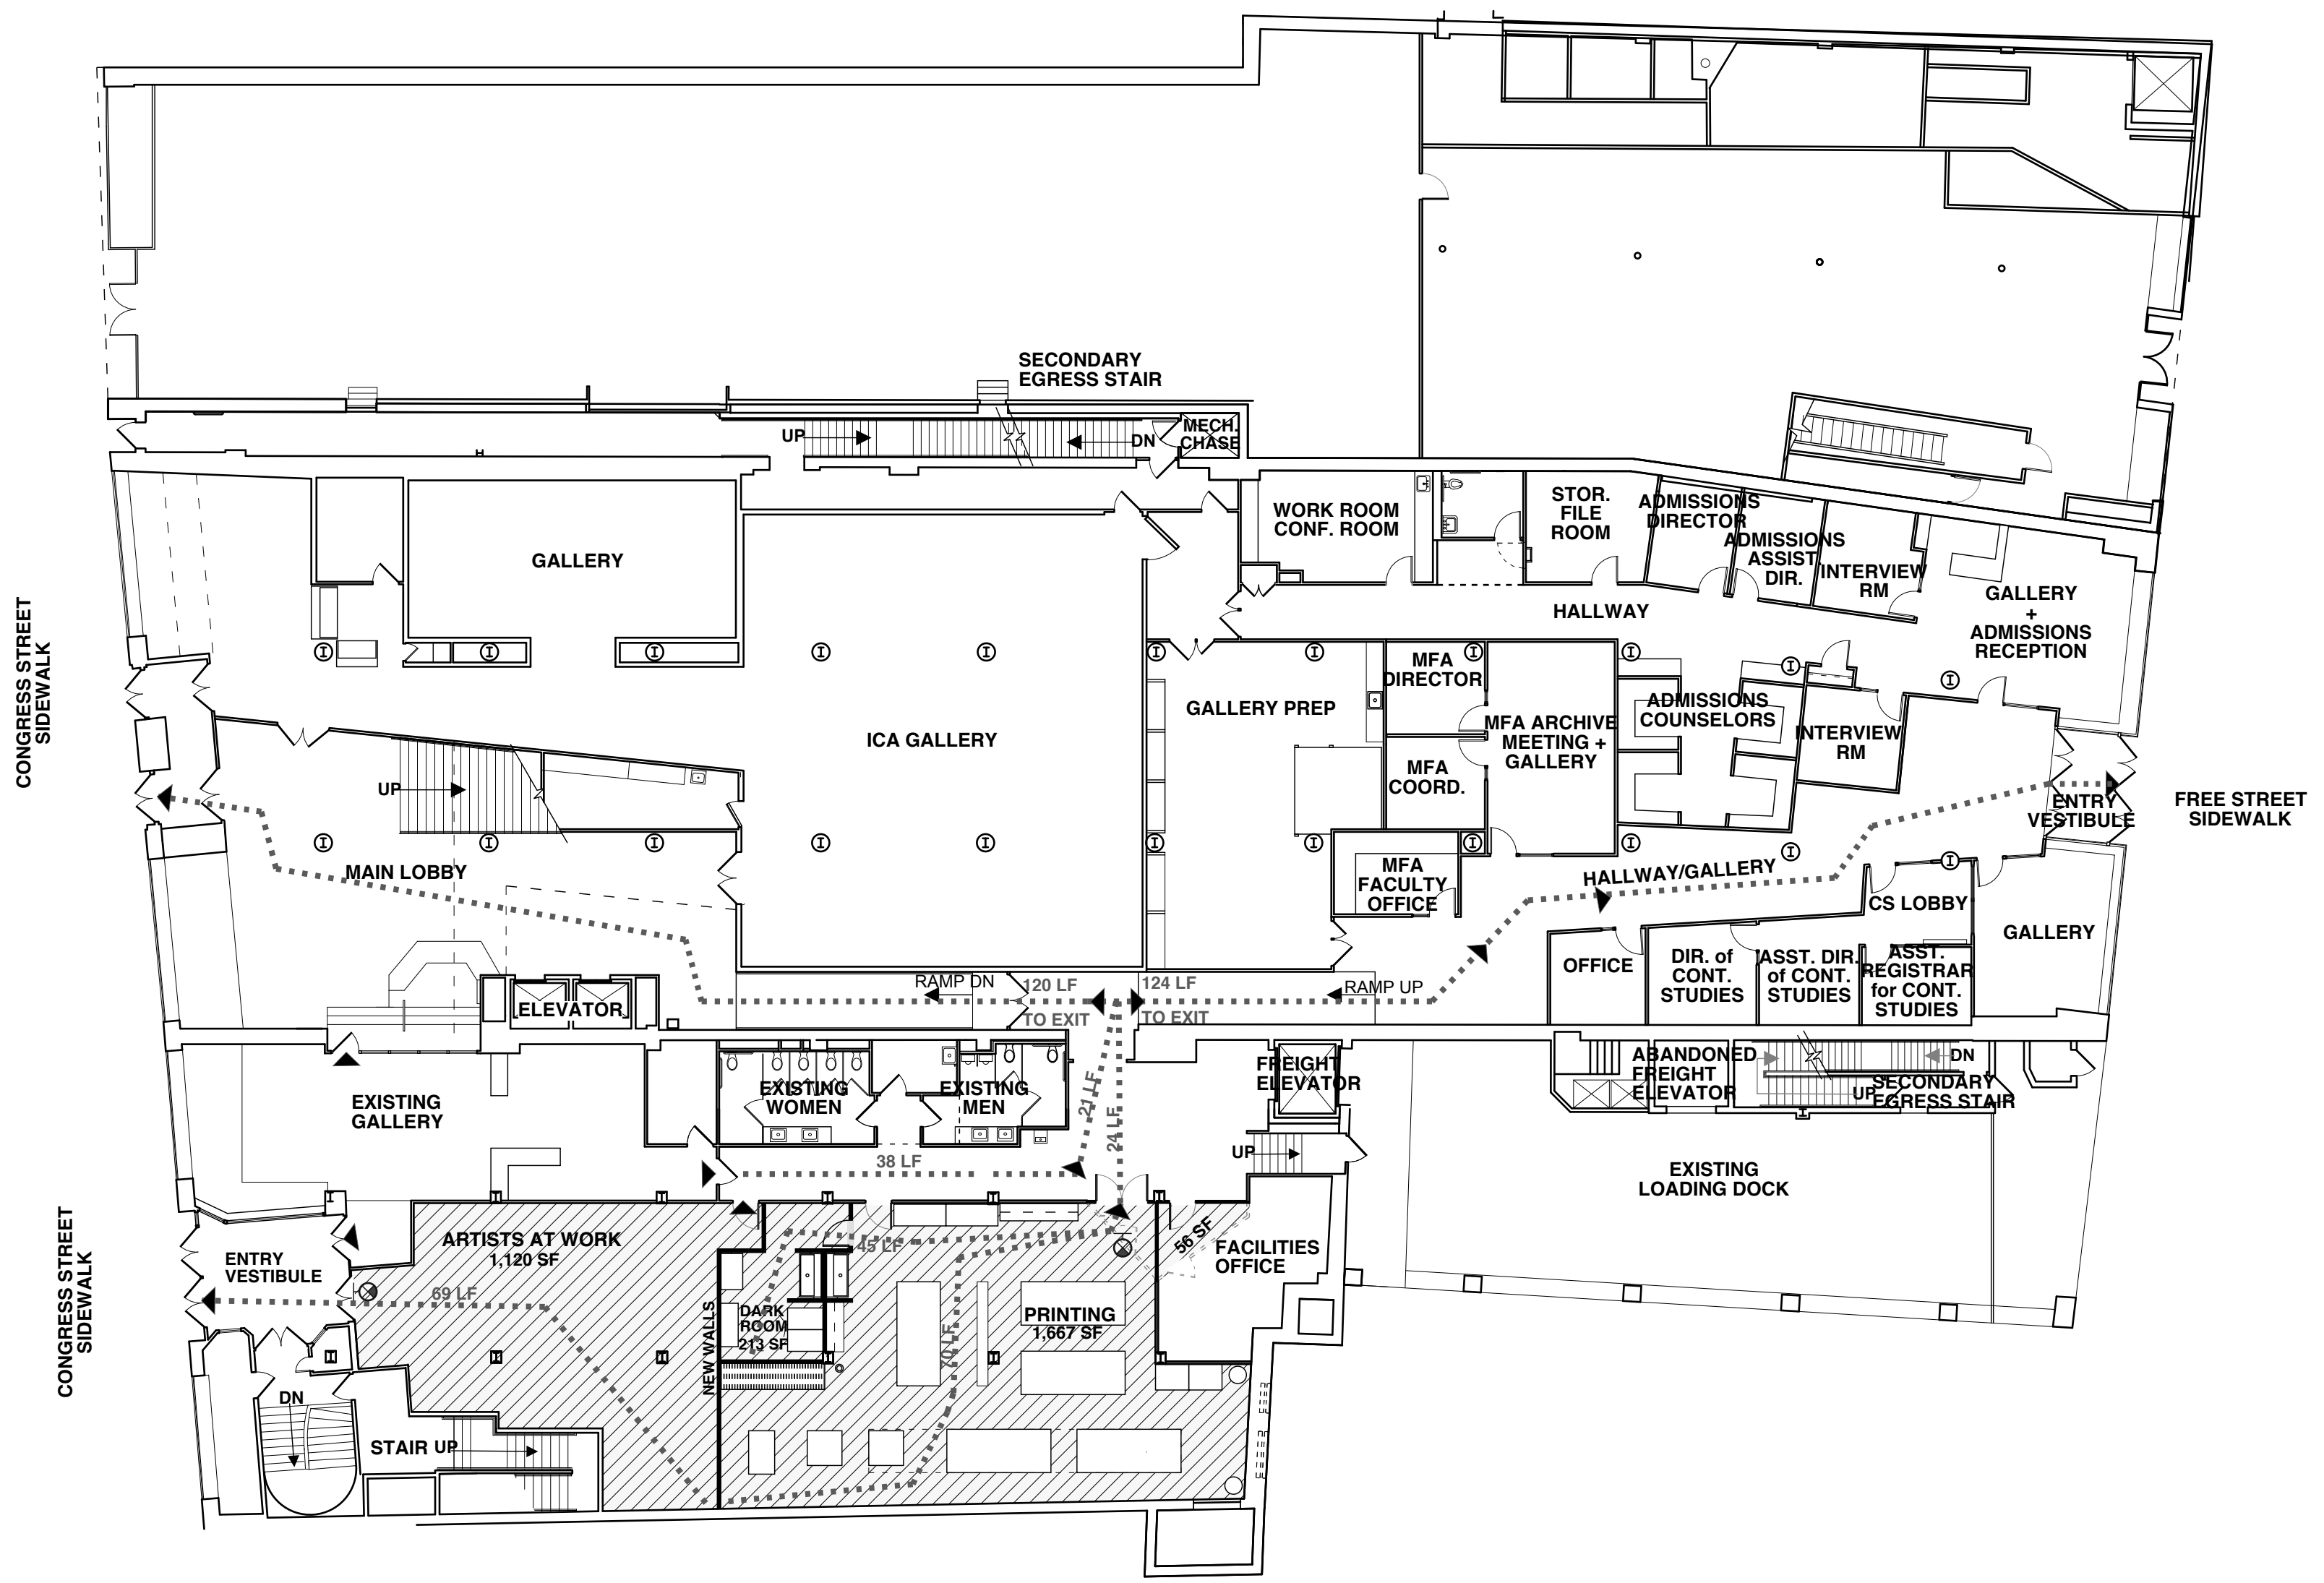 SECONDARY
EGRESS STAIR
UP
DN
MECH.
CHASE
WORK ROOM
CONF. ROOM
STOR.
FILE
ROOM
ADMISSIONS
DIRECTOR
ADMISSIONS
ASSIST
DIR.
INTERVIEW
RM
GALLERY
+
ADMISSIONS
RECEPTION
GALLERY
HALLWAY
CONGRESS STREET
SIDEWALK
MFA
DIRECTOR
GALLERY PREP
MFA ARCHIVE
MEETING +
GALLERY
ADMISSIONS
COUNSELORS
INTERVIEW
RM
ICA GALLERY
UP
MFA
COORD.
ENTRY
VESTIBULE
FREE STREET
SIDEWALK
MAIN LOBBY
MFA
FACULTY
OFFICE
HALLWAY/GALLERY
CS LOBBY
GALLERY
OFFICE
DIR. of
CONT.
STUDIES
ASST. DIR.
of CONT.
STUDIES
ASST.
REGISTRAR
for CONT.
STUDIES
RAMP DN
120 LF
TO EXIT
124 LF
TO EXIT
RAMP UP
ELEVATOR
EXISTING
GALLERY
EXISTING
WOMEN
EXISTING
MEN
21 LF
24 LF
FREIGHT
ELEVATOR
ABANDONED
FREIGHT
ELEVATOR
DN
UP
SECONDARY
EGRESS STAIR
38 LF
UP
EXISTING
LOADING DOCK
CONGRESS STREET
SIDEWALK
ENTRY
VESTIBULE
ARTISTS AT WORK
1,120 SF
45 LF
56 SF
FACILITIES
OFFICE
69 LF
NEW WALLS
DARK
ROOM
213 SF
70 LF
PRINTING
1,667 SF
DN
STAIR UP